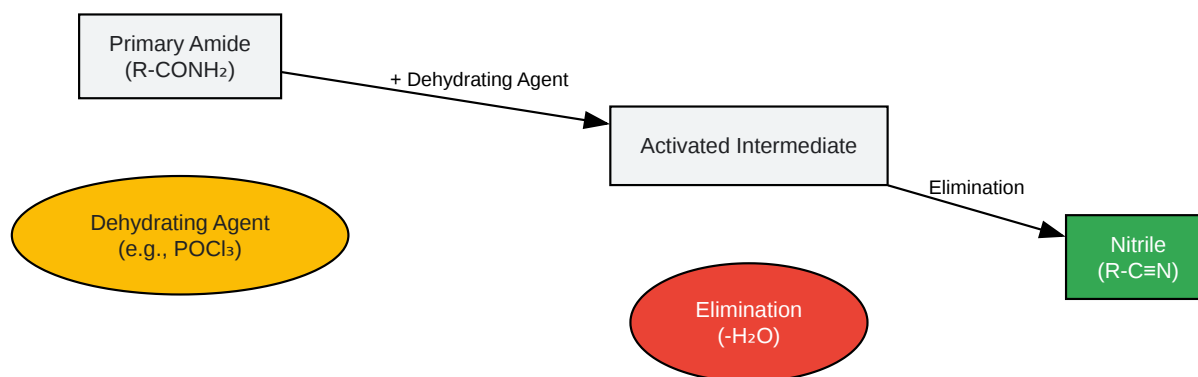 Primary Amide
(R-CONH₂)
+ Dehydrating Agent
Activated Intermediate
Elimination
Dehydrating Agent
(e.g., POCl₃)
Nitrile
(R-C≡N)
Elimination
(-H₂O)